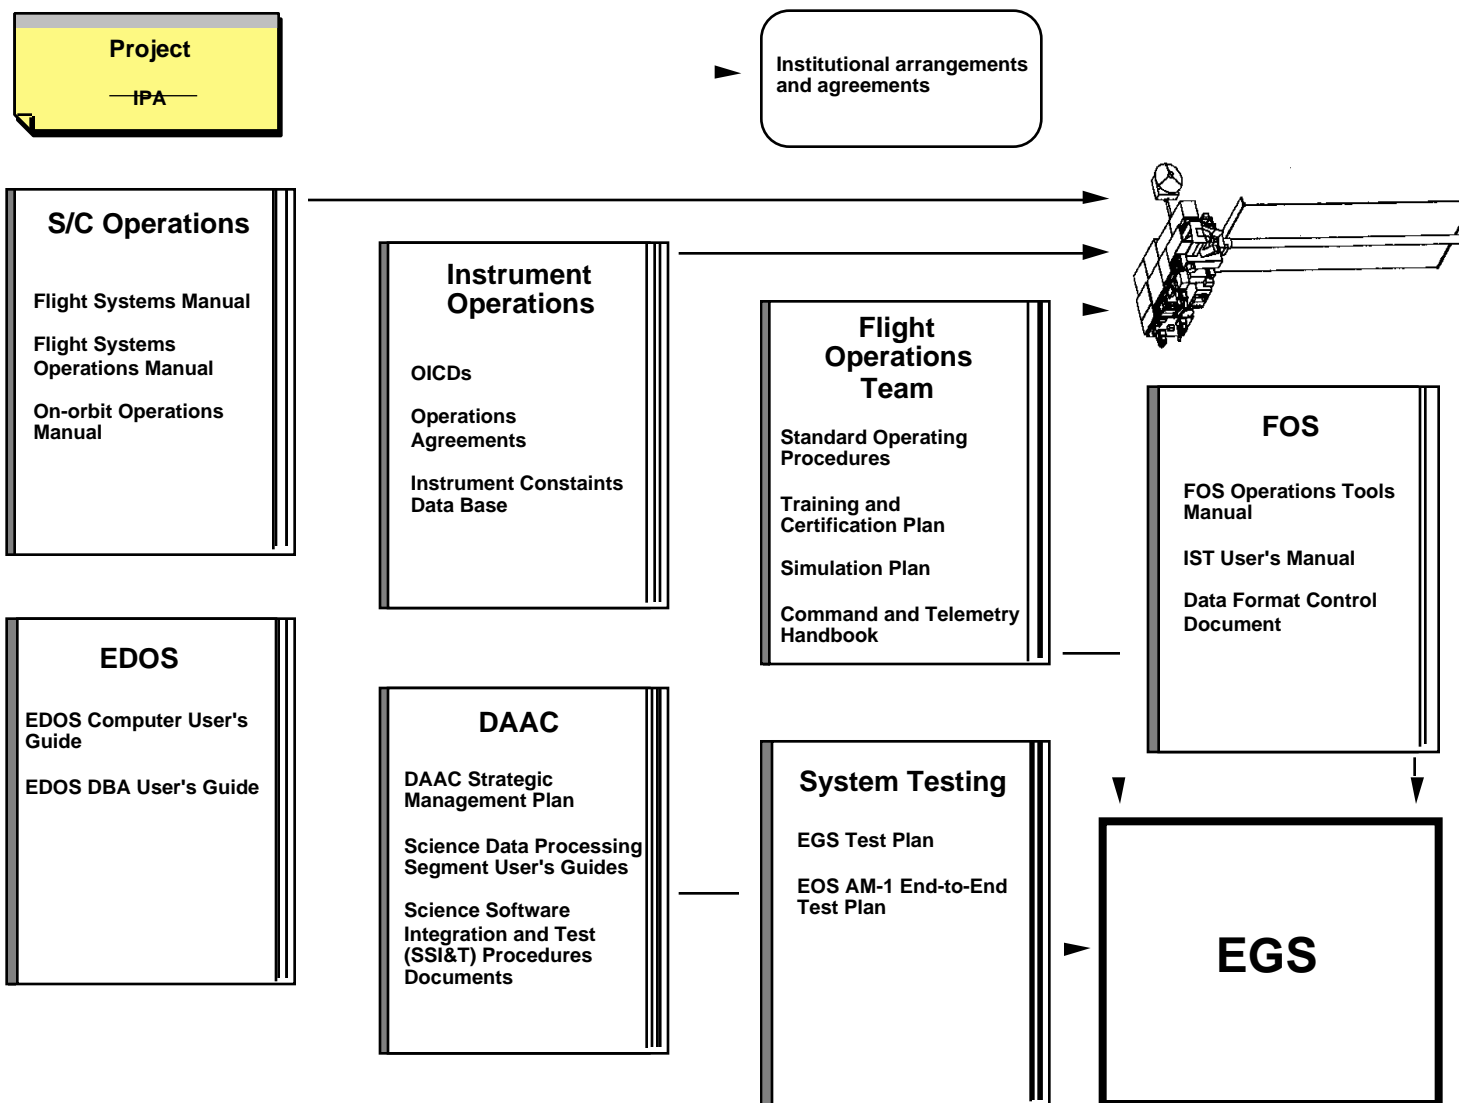 Project
IPA
Institutional arrangements
and agreements
S/C Operations
Flight Systems Manual
Flight Systems
Operations Manual
On-orbit Operations
Manual
Instrument
Operations
OICDs
Operations
Agreements
Instrument Constaints
Data Base
Flight
Operations
Team
Standard Operating
Procedures
Training and
Certification Plan
Simulation Plan
Command and Telemetry
Handbook
FOS
FOS Operations Tools
Manual
IST User's Manual
Data Format Control
Document
EDOS
EDOS Computer User's
Guide
EDOS DBA User's Guide
DAAC
DAAC Strategic
Management Plan
Science Data Processing
Segment User's Guides
Science Software
Integration and Test
(SSI&T) Procedures
Documents
System Testing
EGS Test Plan
EOS AM-1 End-to-End
Test Plan
EGS